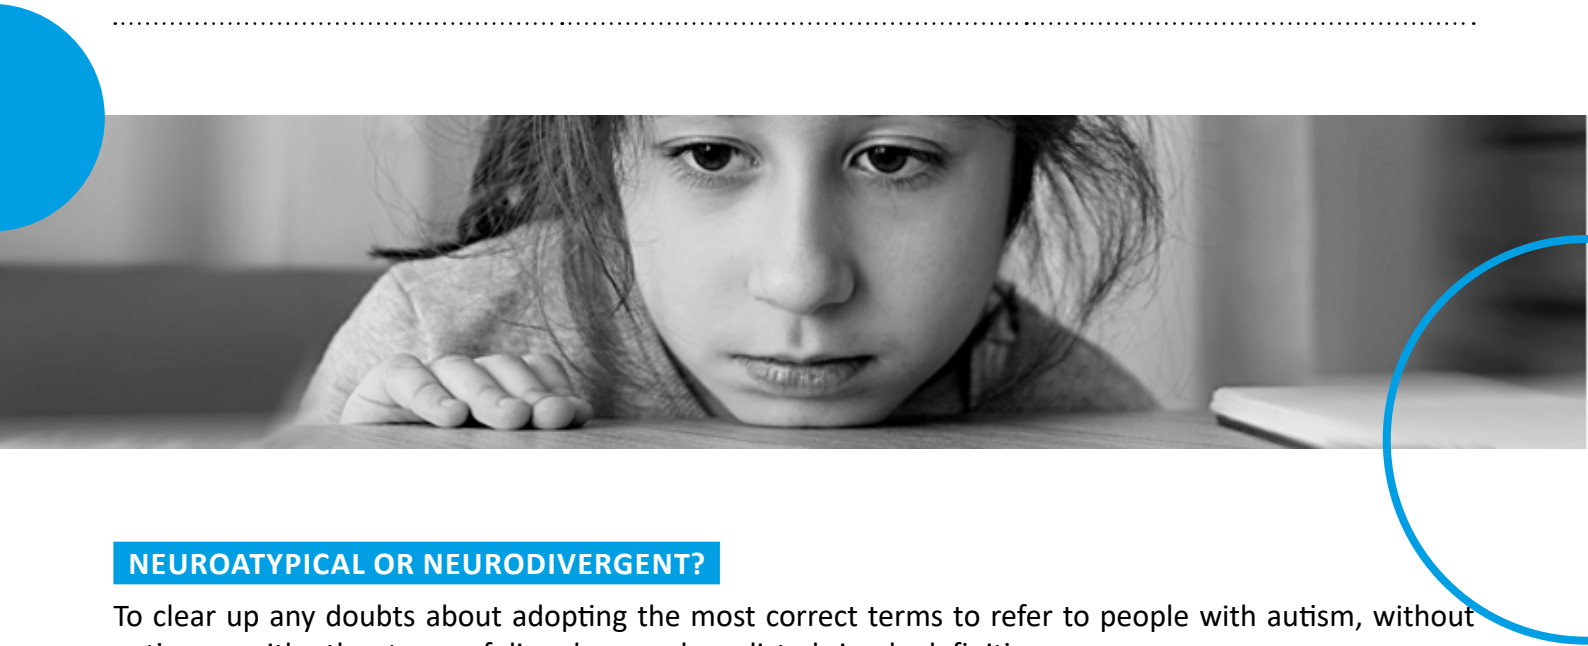 NEUROATYPICAL OR NEURODIVERGENT?
To clear up any doubts about adopting the most correct terms to refer to people with autism, without